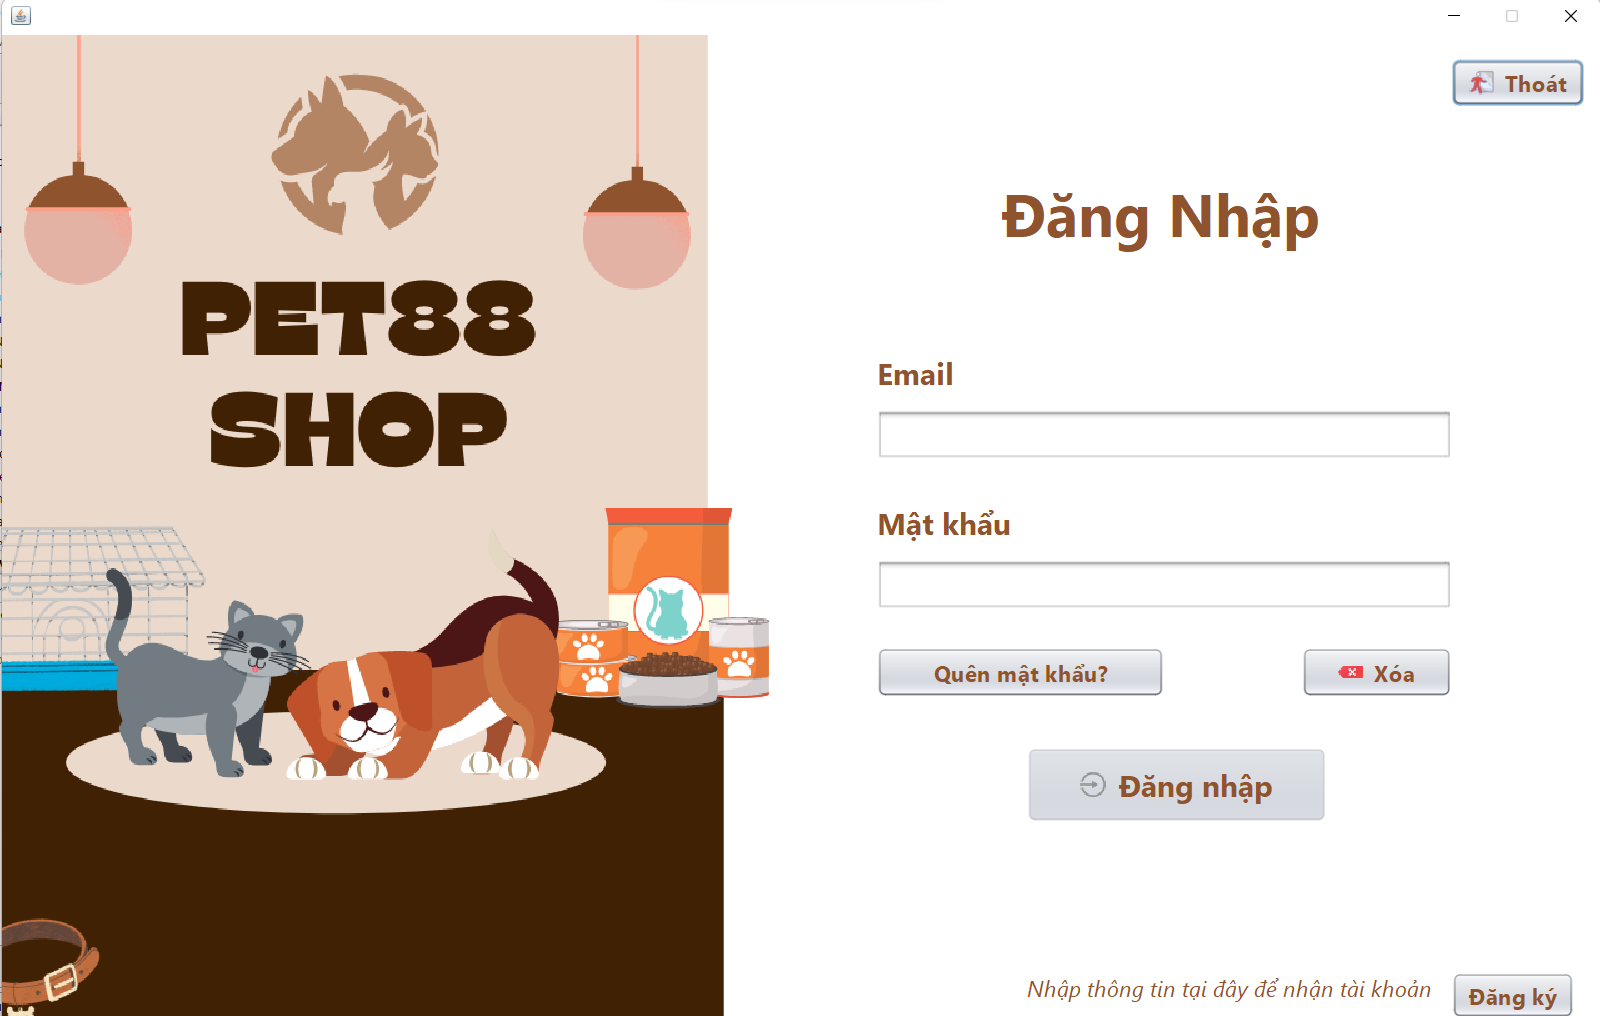 Thoát
PET88
SHOP
Đăng Nhập
Email
Mật khẩu
Quên mật khẩu?
Xóa
Đăng nhập
Nhập thông tin tại đây để nhận tài khoản
Đăng ký